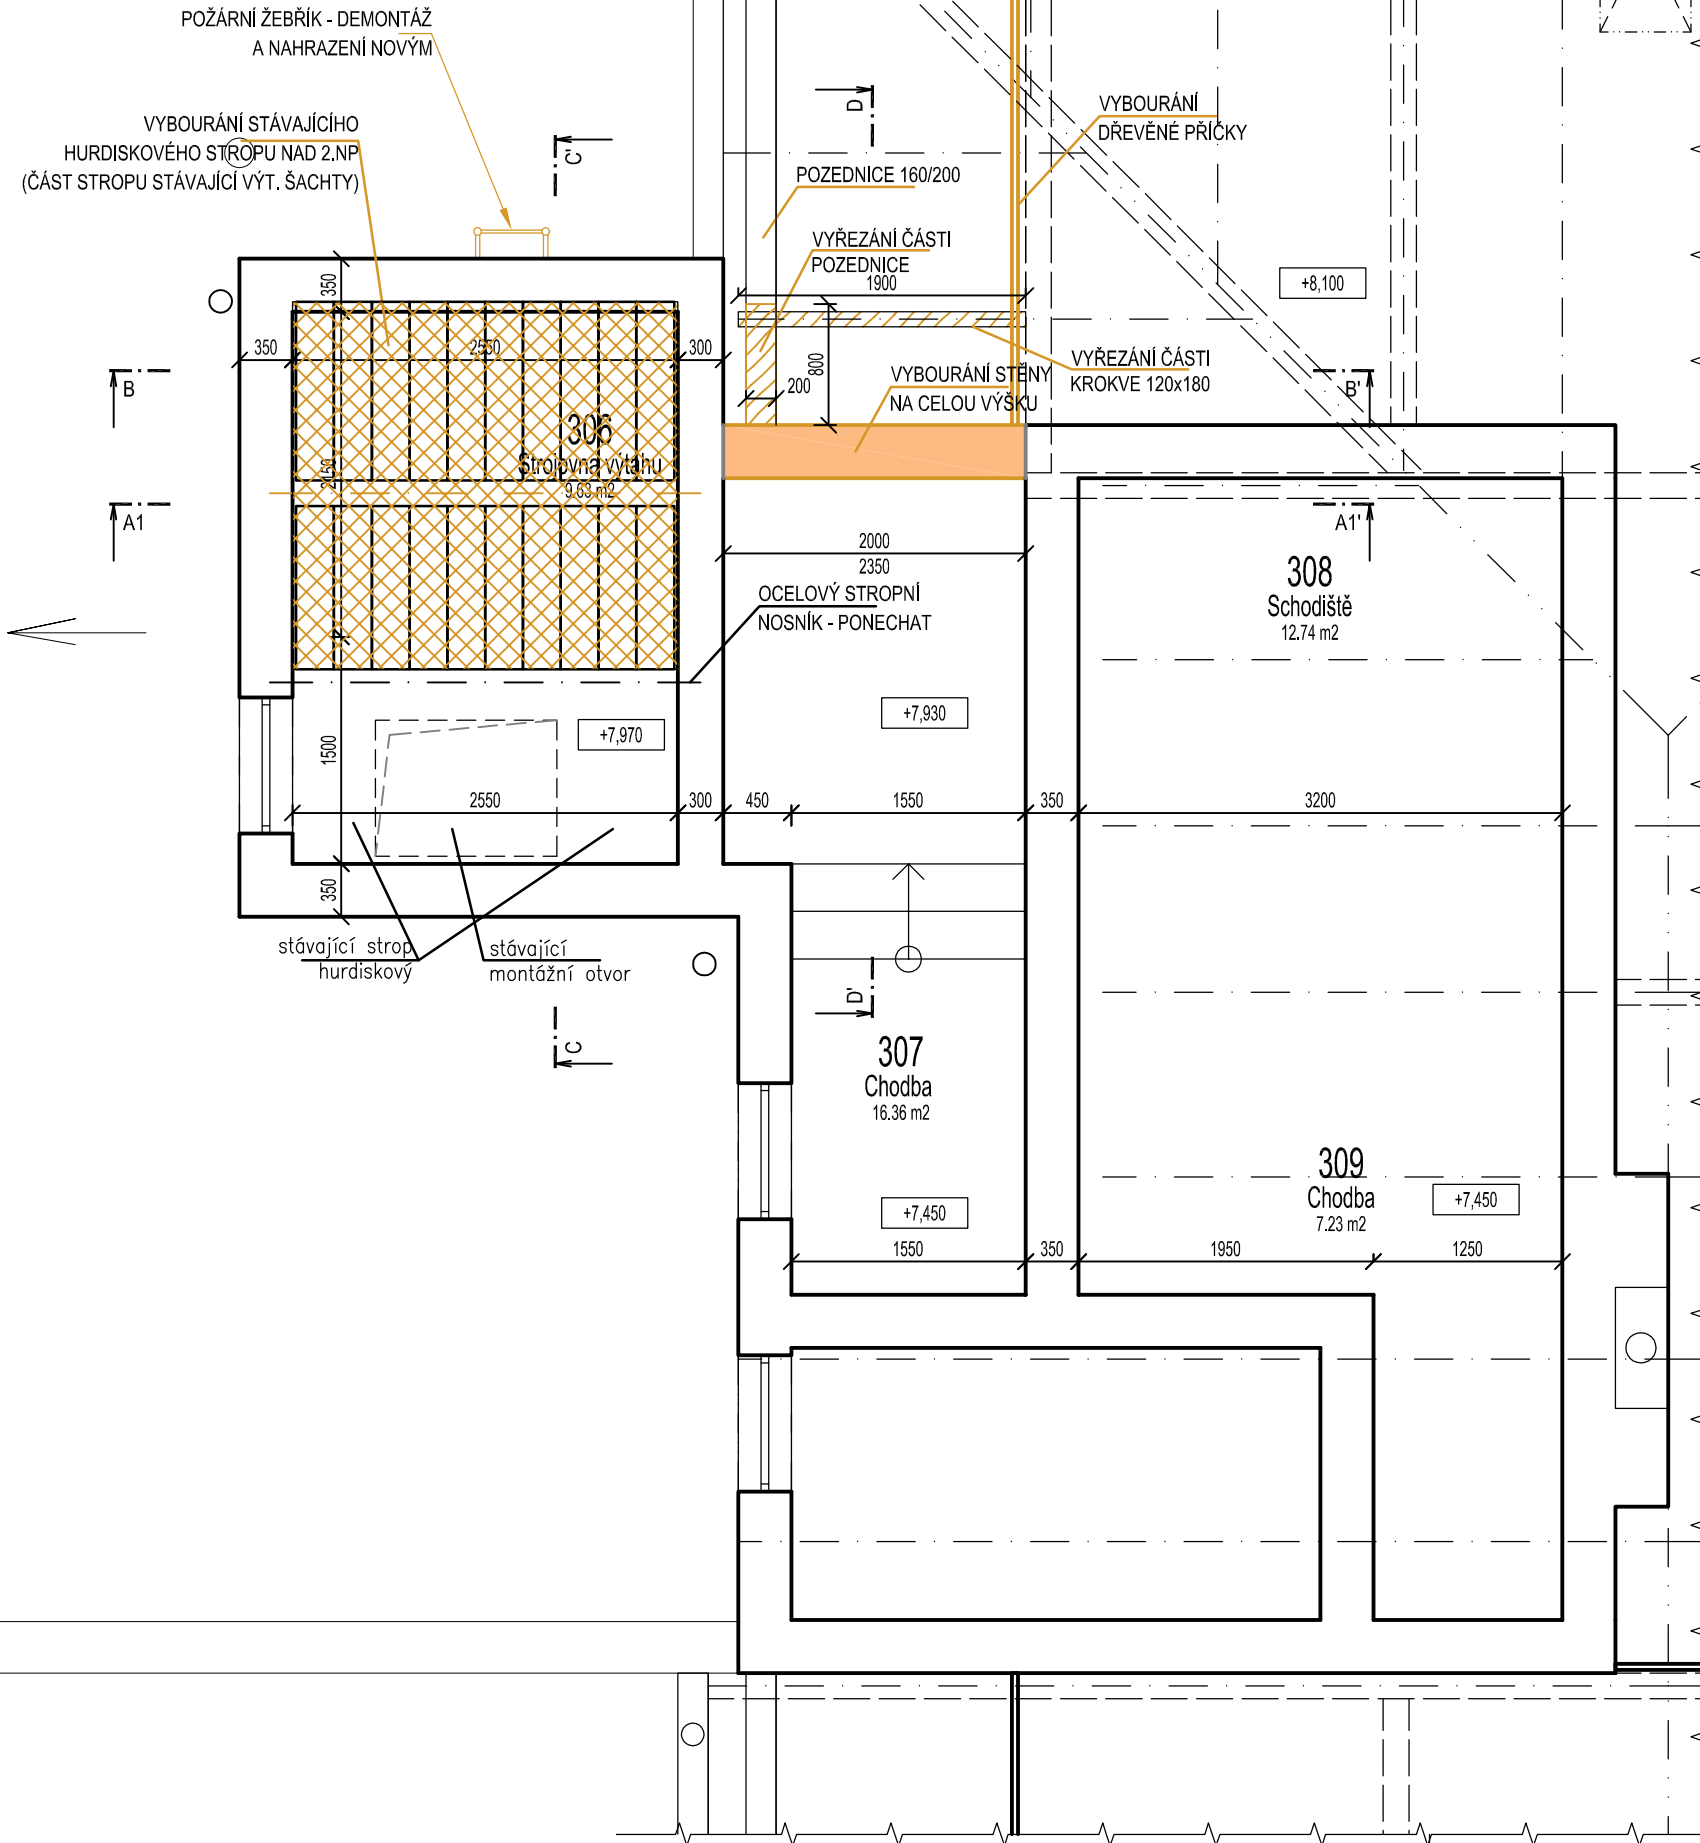 POŽÁRNÍ ŽEBŘÍK - DEMONTÁŽ
A NAHRAZENÍ NOVÝM
VYBOURÁNÍ STÁVAJÍCÍHO
HURDISKOVÉHO STROPU NAD 2.NP
(ČÁST STROPU STÁVAJÍCÍ VÝT. ŠACHTY)
C'
D
VYBOURÁNÍ
DŘEVĚNÉ PŘÍČKY
POZEDNICE 160/200
VYŘEZÁNÍ ČÁSTI
POZEDNICE
1900
+8,100
350
350
2550
300
800
200
VYŘEZÁNÍ ČÁSTI
KROKVE 120x180
VYBOURÁNÍ STĚNY
NA CELOU VÝŠKU
B
B'
306
Strojovna výtahu
9.63 m2
2150
A1
A1'
2000
2350
308
Schodiště
12.74 m2
OCELOVÝ STROPNÍ
NOSNÍK - PONECHAT
+7,930
+7,970
1500
2550
300
450
1550
350
3200
350
stávající strop
hurdiskový
stávající
montážní otvor
D'
C
307
Chodba
16.36 m2
309
Chodba
7.23 m2
+7,450
+7,450
1550
350
1950
1250